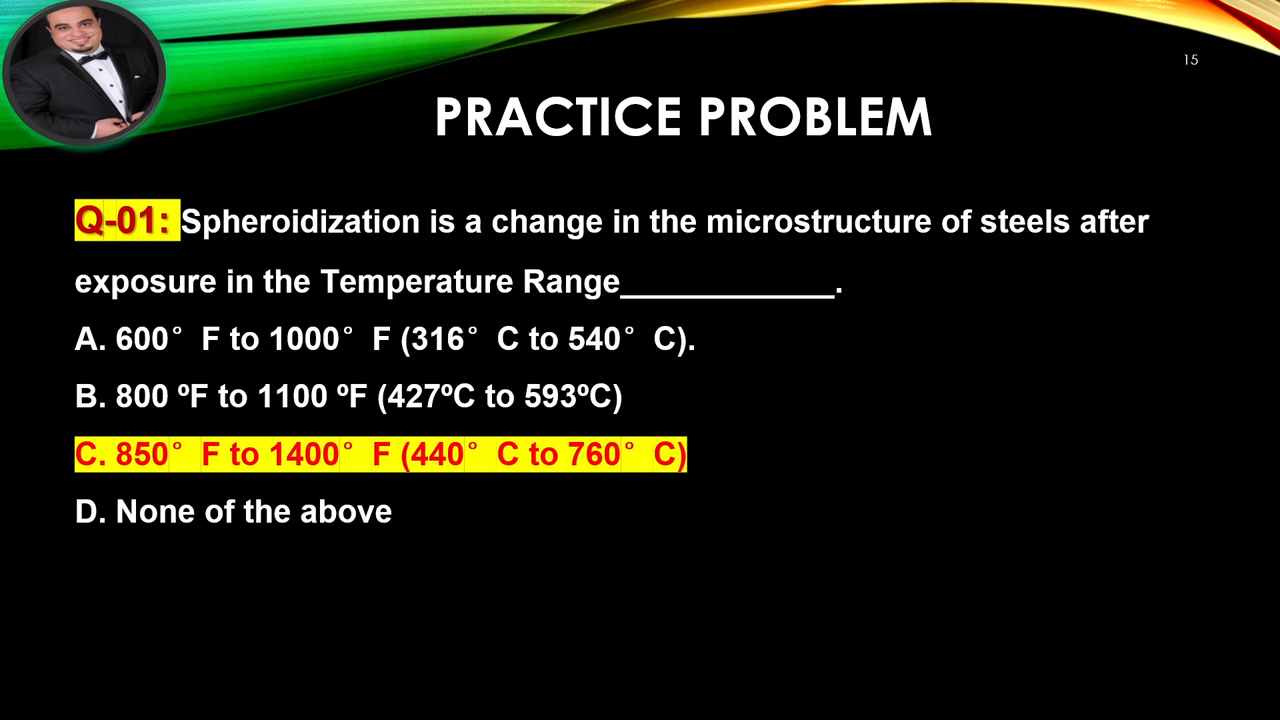 15
PRACTICE PROBLEM
Q-01: Spheroidization is a change in the microstructure of steels after
exposure in the Temperature Range____________.
A. 600° F to 1000° F (316° C to 540° C).
B. 800 ºF to 1100 ºF (427ºC to 593ºC)
C. 850° F to 1400° F (440° C to 760° C)
D. None of the above